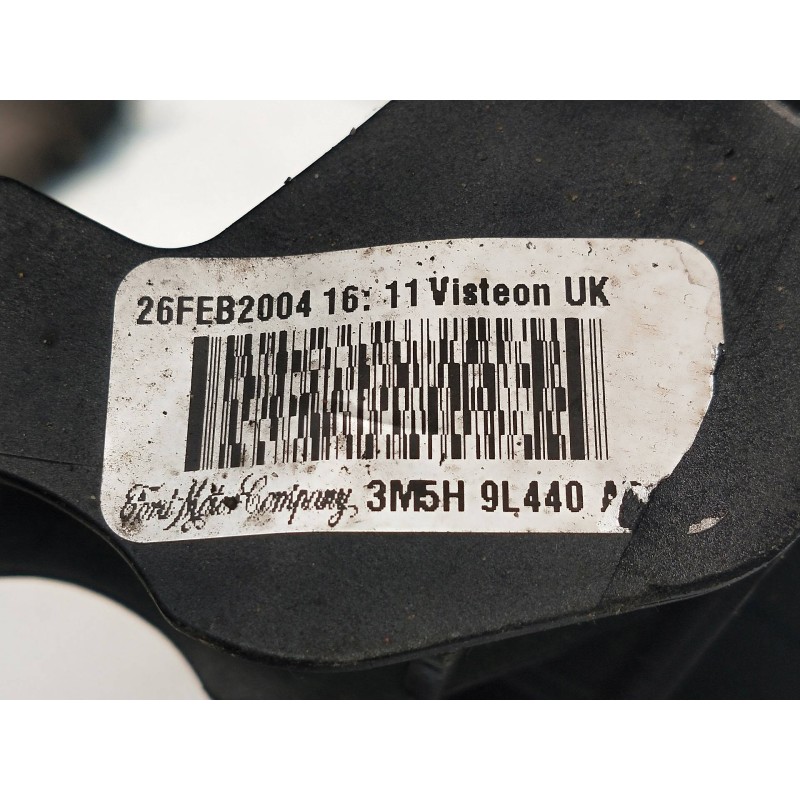 26FEB2004 16: 11 Visteon UK
Ford Motor Company 3M5H 9L440